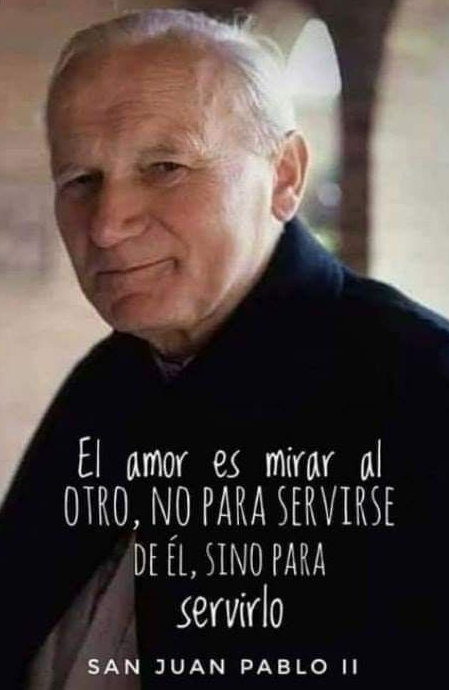 El amor es mirar al
OTRO, NO PARA SERVIRSE
DE ÉL, SINO PARA
servirlo
SAN JUAN PABLO II